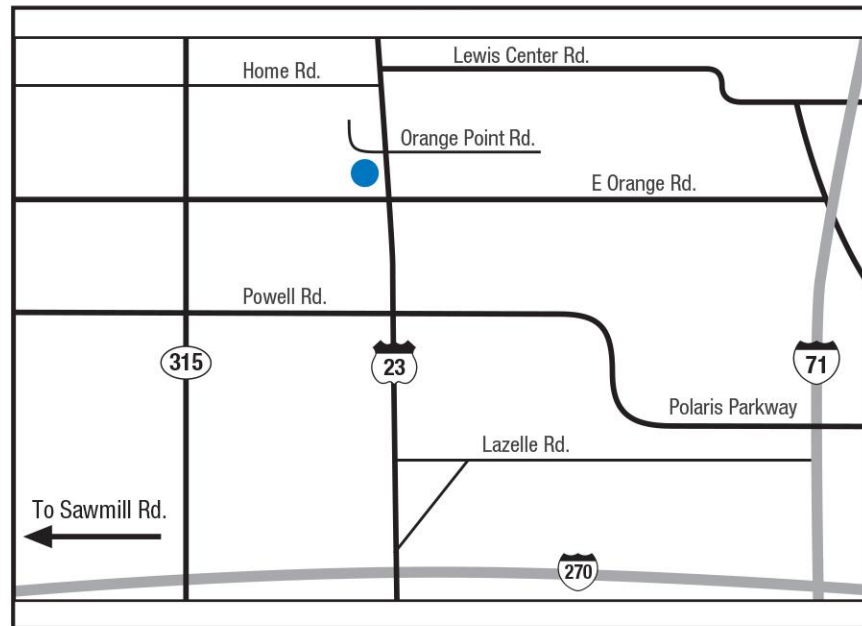 Lewis Center Rd.
Home Rd.
Orange Point Rd.
E Orange Rd.
Powell Rd.
315
23
71
Polaris Parkway
Lazelle Rd.
To Sawmill Rd.
270